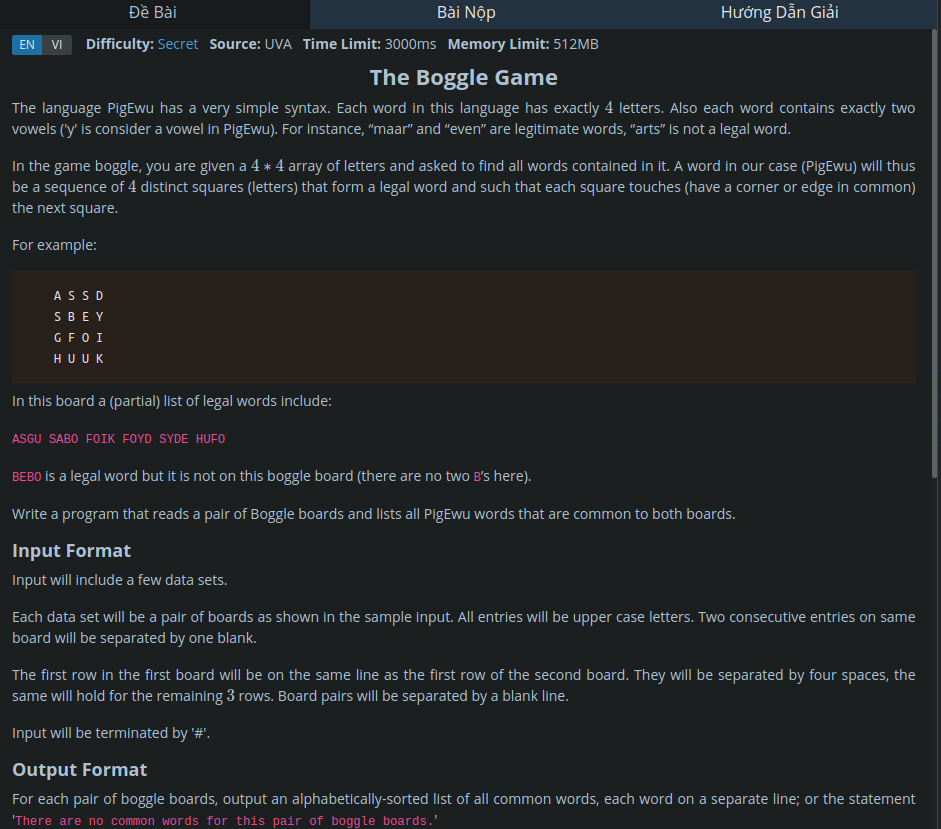 Đề Bài Bài Nộp Hướng Dẫn Giải
EN VI Difficulty: Secret Source: UVA Time Limit: 3000ms Memory Limit: 512MB
The Boggle Game
The language PigEwu has a very simple syntax. Each word in this language has exactly 4 letters. Also each word contains exactly two
vowels ('y' is consider a vowel in PigEwu). For instance, “maar” and “even” are legitimate words, “arts” is not a legal word.
In the game boggle, you are given a 4 ∗ 4 array of letters and asked to find all words contained in it. A word in our case (PigEwu) will thus
be a sequence of 4 distinct squares (letters) that form a legal word and such that each square touches (have a corner or edge in common)
the next square.
For example:
A S S D
S B E Y
G F O I
H U U K
In this board a (partial) list of legal words include:
ASGU SABO FOIK FOYD SYDE HUFO
BEBO is a legal word but it is not on this boggle board (there are no two B’s here).
Write a program that reads a pair of Boggle boards and lists all PigEwu words that are common to both boards.
Input Format
Input will include a few data sets.
Each data set will be a pair of boards as shown in the sample input. All entries will be upper case letters. Two consecutive entries on same
board will be separated by one blank.
The first row in the first board will be on the same line as the first row of the second board. They will be separated by four spaces, the
same will hold for the remaining 3 rows. Board pairs will be separated by a blank line.
Input will be terminated by '#'.
Output Format
For each pair of boggle boards, output an alphabetically-sorted list of all common words, each word on a separate line; or the statement
'There are no common words for this pair of boggle boards.'